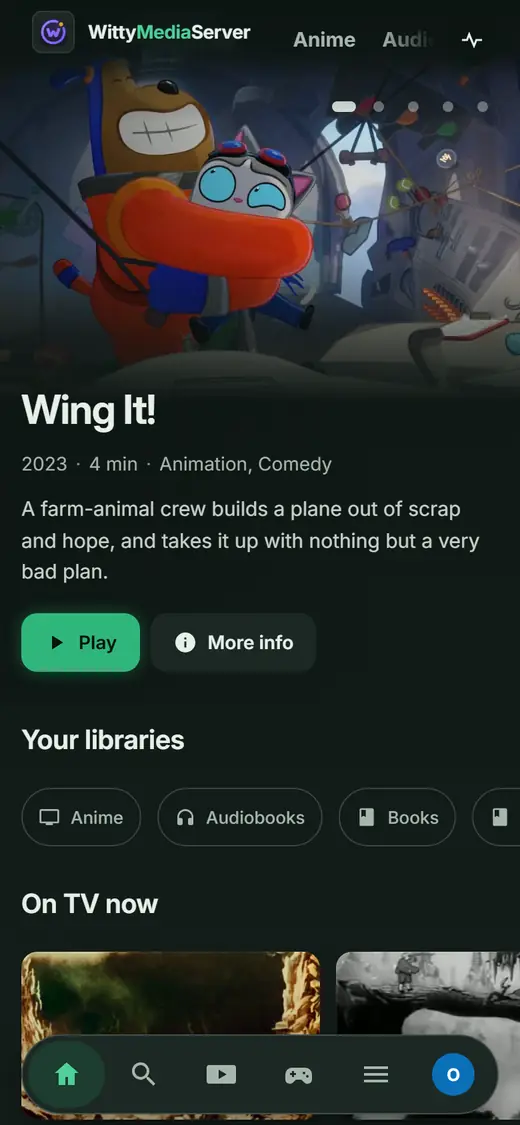 WittyMediaServer
Anime
Wing It!
2023 · 4 min · Animation, Comedy
A farm-animal crew builds a plane out of scrap
and hope, and takes it up with nothing but a very
bad plan.
Play
More info
Your libraries
Anime
Audiobooks
Books
On TV now
O